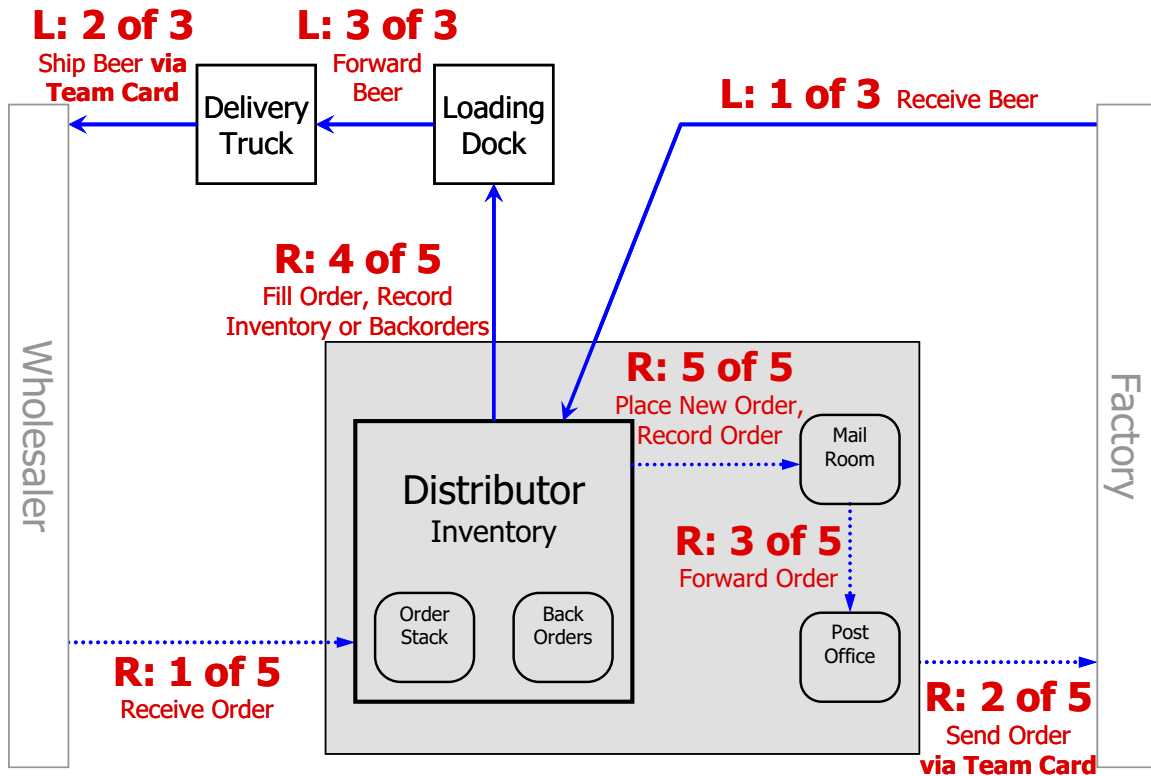 L: 2 of 3
Ship Beer via
Team Card
L: 3 of 3
Forward
Beer
Delivery
Truck
Loading
Dock
L: 1 of 3 Receive Beer
R: 4 of 5
Fill Order, Record
Inventory or Backorders
Wholesaler
Factory
R: 5 of 5
Place New Order,
Record Order
Mail
Room
Distributor
Inventory
R: 3 of 5
Forward Order
Order
Stack
Back
Orders
Post
Office
R: 1 of 5
Receive Order
R: 2 of 5
Send Order
via Team Card